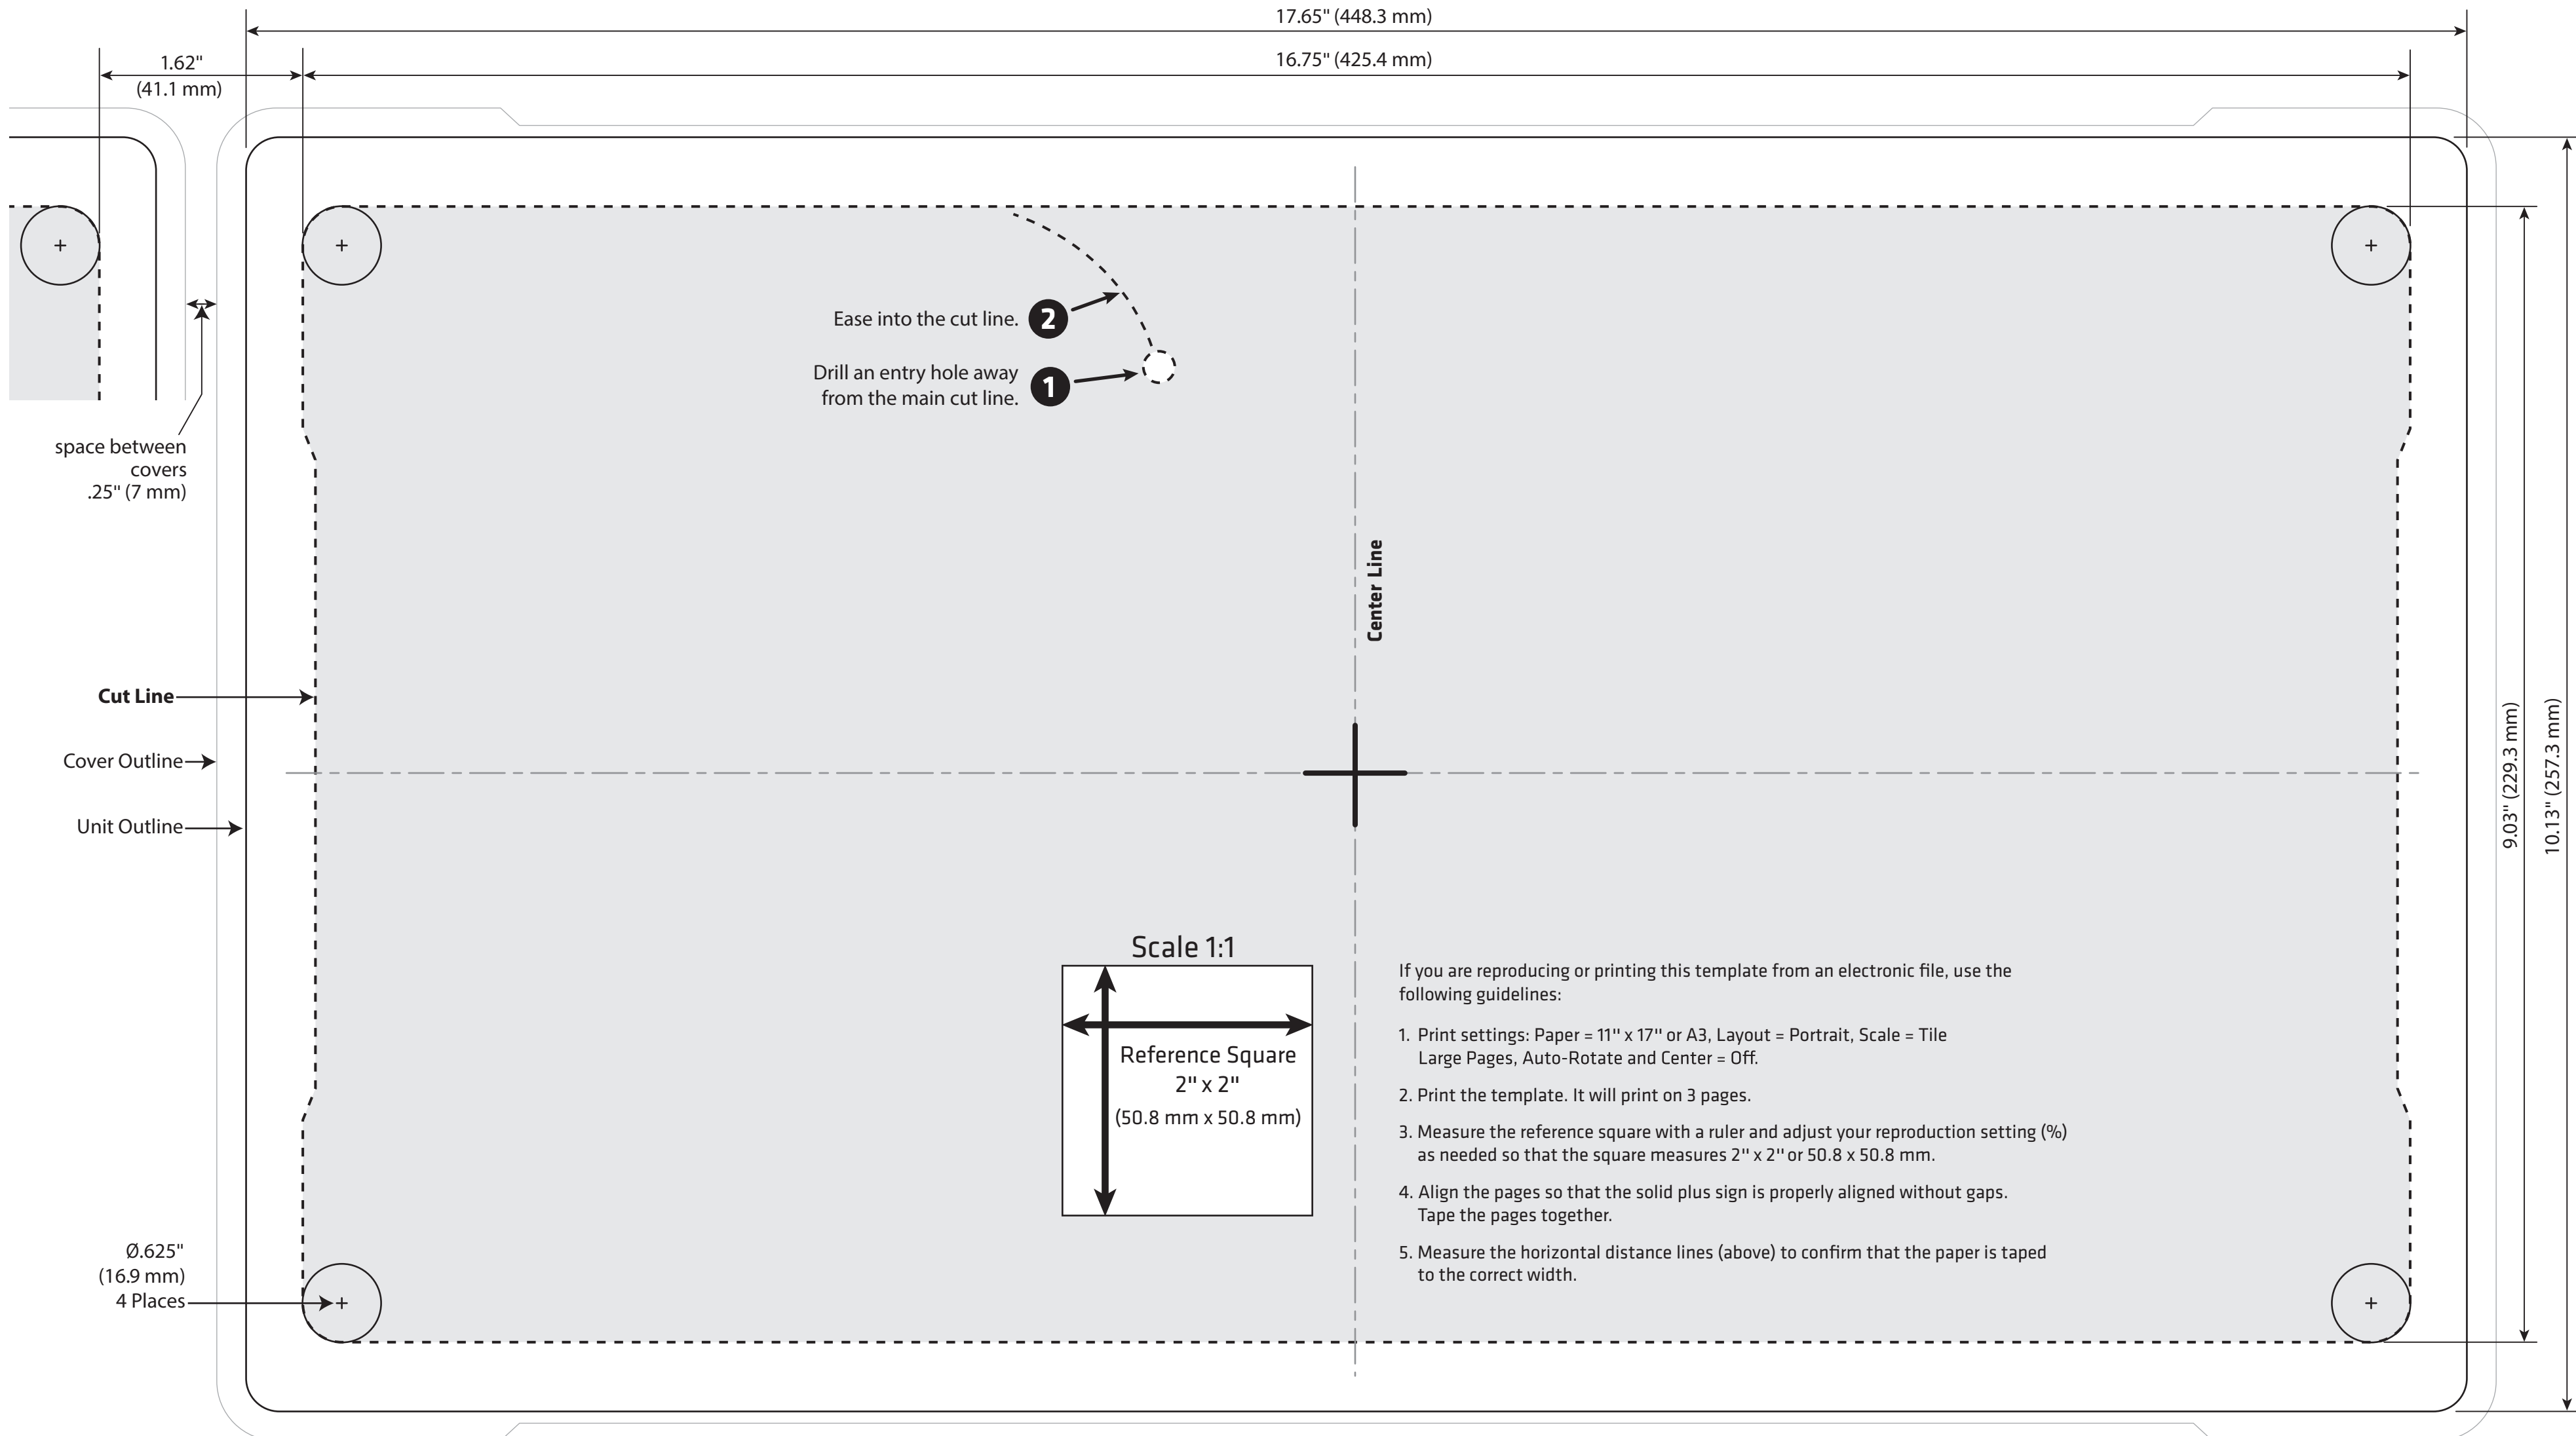 17.65" (448.3 mm)
16.75" (425.4 mm)
1.62"
(41.1 mm)
Ease into the cut line.
2
Drill an entry hole away
from the main cut line.
1
space between
covers
.25" (7 mm)
Center Line
Cut Line
Cover Outline
Unit Outline
9.03" (229.3 mm)
10.13" (257.3 mm)
Scale 1:1
Reference Square
2" x 2"
(50.8 mm x 50.8 mm)
If you are reproducing or printing this template from an electronic file, use the
following guidelines:
1. Print settings: Paper = 11" x 17" or A3, Layout = Portrait, Scale = Tile
Large Pages, Auto-Rotate and Center = Off.
2. Print the template. It will print on 3 pages.
3. Measure the reference square with a ruler and adjust your reproduction setting (%)
as needed so that the square measures 2" x 2" or 50.8 x 50.8 mm.
4. Align the pages so that the solid plus sign is properly aligned without gaps.
Tape the pages together.
5. Measure the horizontal distance lines (above) to confirm that the paper is taped
to the correct width.
Ø.625"
(16.9 mm)
4 Places